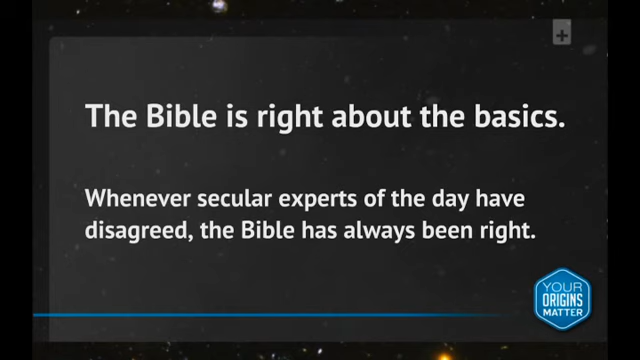 The Bible is right about the basics.
Whenever secular experts of the day have
disagreed, the Bible has always been right.
YOUR
ORIGINS
MATTER